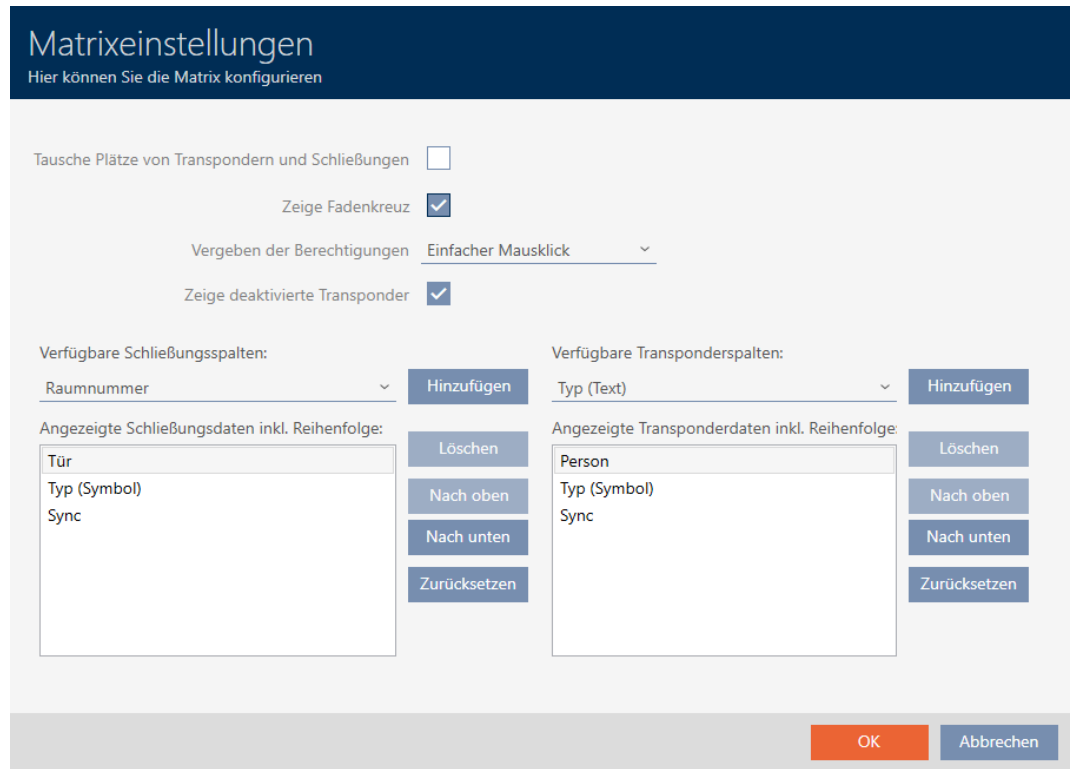 Matrixeinstellungen
Hier können Sie die Matrix konfigurieren
Tausche Plätze von Transpondern und Schließungen
Zeige Fadenkreuz
Vergeben der Berechtigungen Einfacher Mausklick
Zeige deaktivierte Transponder
Verfügbare Schließungsspalten:
Raumnummer
Hinzufügen
Angezeigte Schließungsdaten inkl. Reihenfolge:
Tür
Typ (Symbol)
Sync
Löschen
Nach oben
Nach unten
Zurücksetzen
Verfügbare Transponderspalten:
Typ (Text)
Hinzufügen
Angezeigte Transponderdaten inkl. Reihenfolge:
Person
Typ (Symbol)
Sync
Löschen
Nach oben
Nach unten
Zurücksetzen
OK
Abbrechen